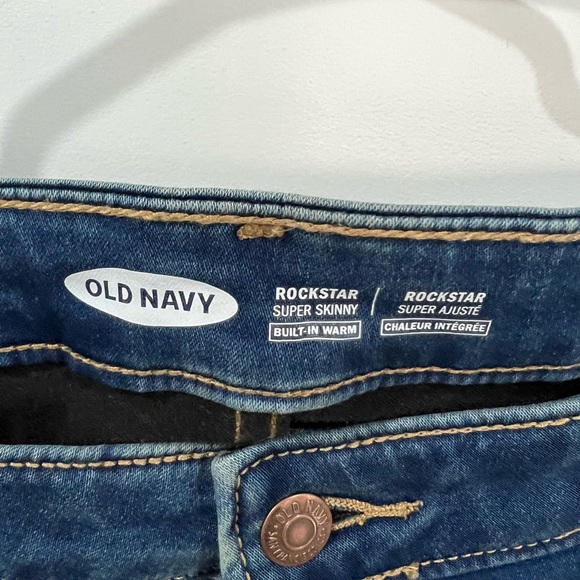 OLD NAVY
ROCKSTAR
SUPER SKINNY
BUILT-IN WARM
/
ROCKSTAR
SUPER AJUSTÉ
CHALEUR INTÉGRÉE
OLD NAVY